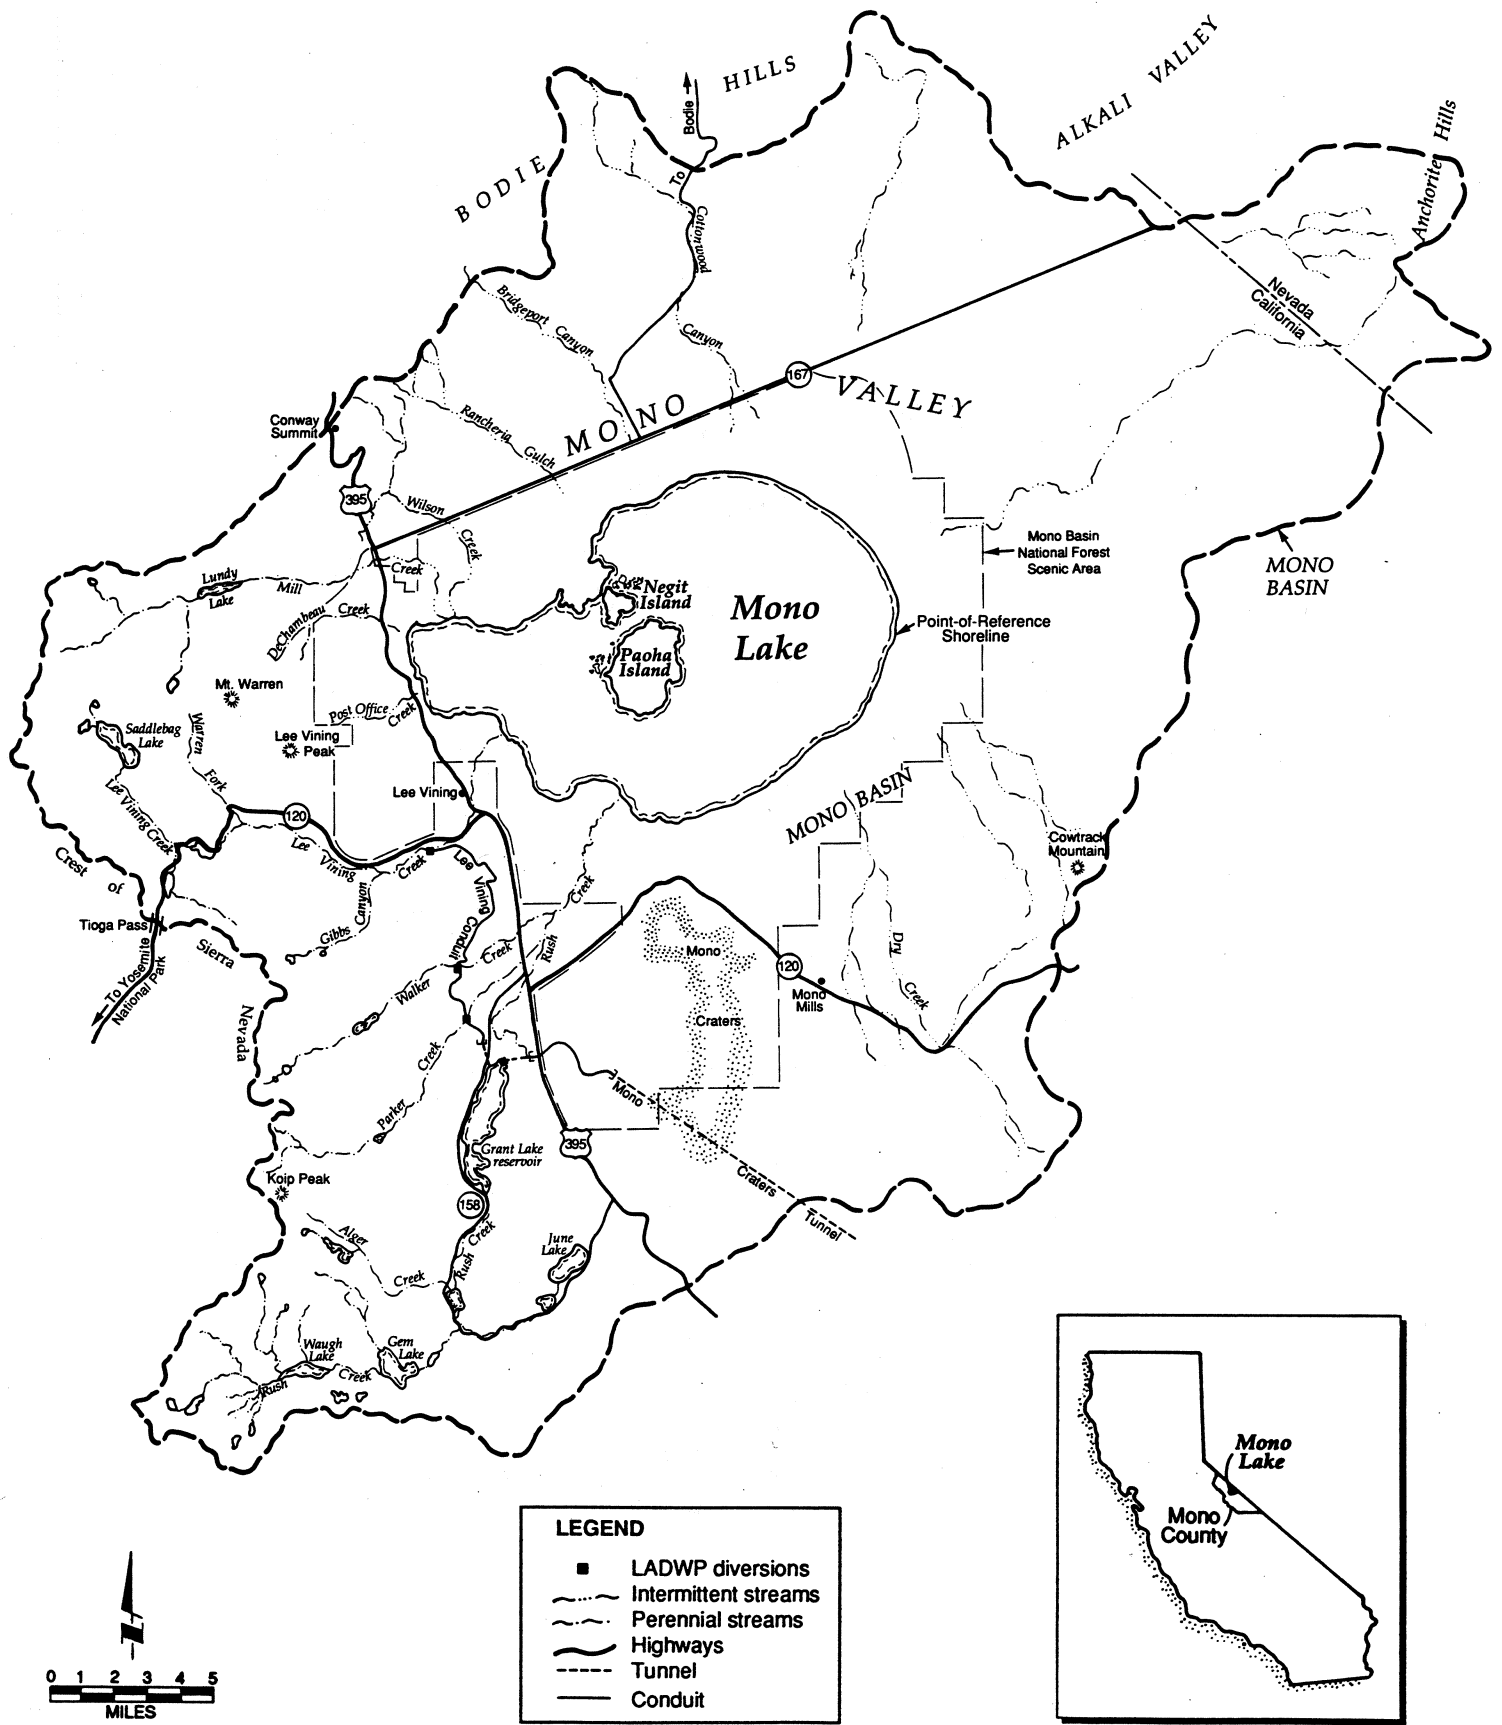 HILLS
ALKALI VALLEY
Anchorite Hills
BODIE
To Bodie
Cottonwood
Canyon
Bridgeport Canyon
Nevada
California
167
MONO
VALLEY
Rancheria Gulch
Conway
Summit
395
Wilson
Creek
Mono Basin
National Forest
Scenic Area
MONO
BASIN
Lundy
Lake
Mill
Creek
DeChambeau Creek
Negit
Island
Mono
Lake
Point-of-Reference
Shoreline
Paoha
Island
Mt. Warren
Post Office
Creek
Saddlebag
Lake
Warren
Fork
Lee Vining
Peak
Lee Vining Creek
Lee Vining
120
Lee Vining
Creek
MONO BASIN
Cowtrack
Mountain
Crest of
Sierra
Nevada
Lee Vining
Conduit
Gibbs
Canyon
Tioga Pass
To Yosemite
National Park
Walker
Creek
Rush
Creek
Mono
Craters
120
Mono
Mills
Dry
Creek
Parker
Creek
Mono
Craters
Tunnel
Grant Lake
reservoir
395
Koip Peak
158
Alger
Creek
Rush
Creek
June
Lake
Waugh
Lake
Gem
Lake
Rush
Creek
Mono
Lake
Mono
County
LEGEND
LADWP diversions
Intermittent streams
Perennial streams
Highways
Tunnel
Conduit
N
0 1 2 3 4 5
MILES